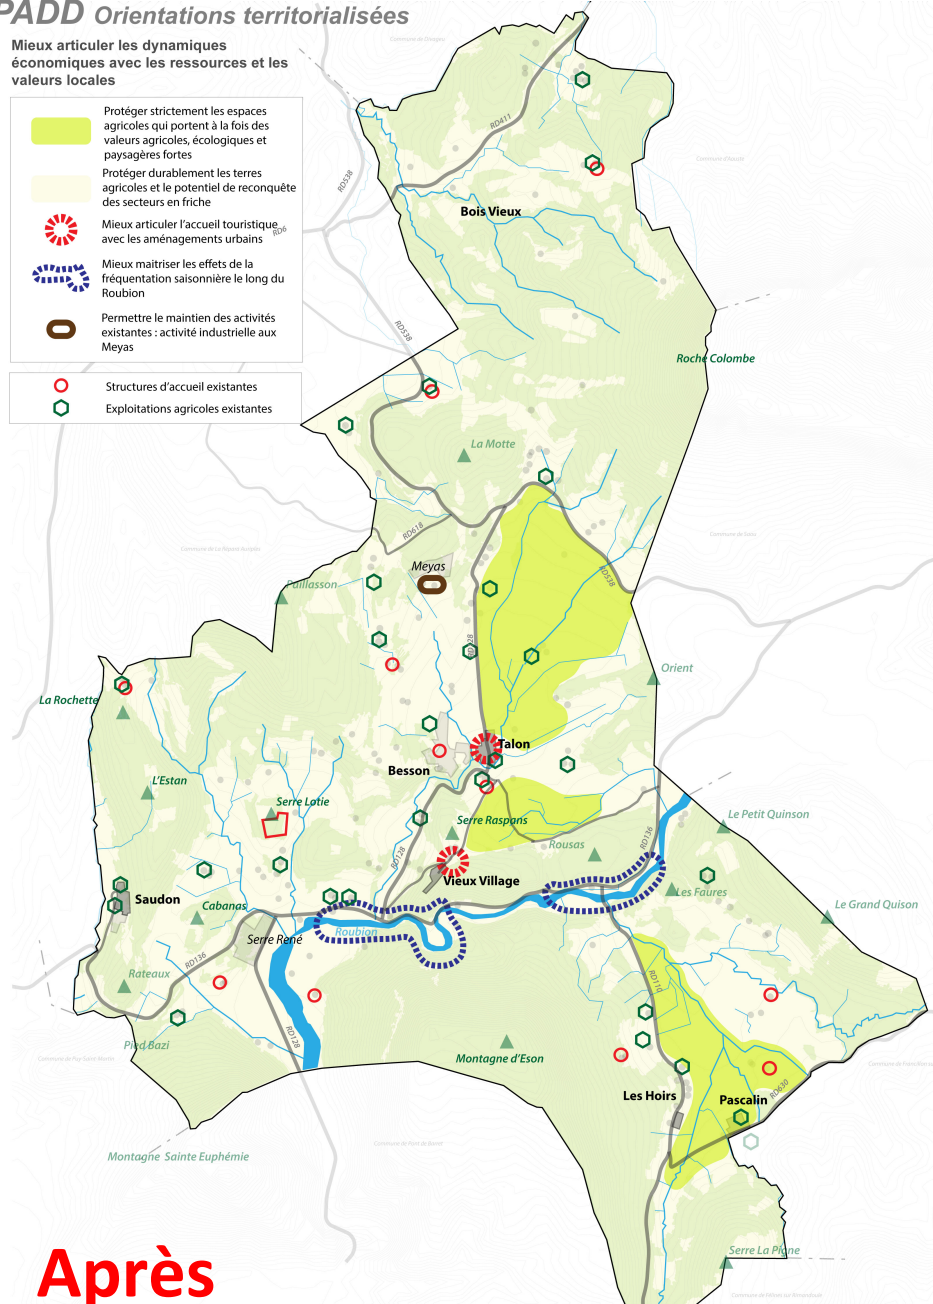 PADD Orientations territorialisées
Mieux articuler les dynamiques
économiques avec les ressources et les
valeurs locales
Protéger strictement les espaces
agricoles qui portent à la fois des
valeurs agricoles, écologiques et
paysagères fortes
Protéger durablement les terres
agricoles et le potentiel de reconquête
des secteurs en friche
Mieux articuler l'accueil touristique
avec les aménagements urbains
Mieux maitriser les effets de la
fréquentation saisonnière le long du
Roubion
Permettre le maintien des activités
existantes : activité industrielle aux
Meyas
Structures d'accueil existantes
Exploitations agricoles existantes
RD411
RD538
RD6
Bois Vieux
RD538
Roche Colombe
La Motte
RD618
Meyas
Paillasson
RD538
RD128
Orient
La Rochette
Talon
Besson
L'Estan
Serre Lotie
Serre Raspans
Le Petit Quinson
Rousas
RD136
RD128
Vieux Village
Les Faures
Saudon
Cabanas
Le Grand Quison
Roubion
Serre René
RD136
Rateaux
RD110
RD128
Pied Bazi
Montagne d'Eson
Les Hoirs
Pascalin
RD630
Montagne Sainte Euphémie
Serre La Pigne
Après